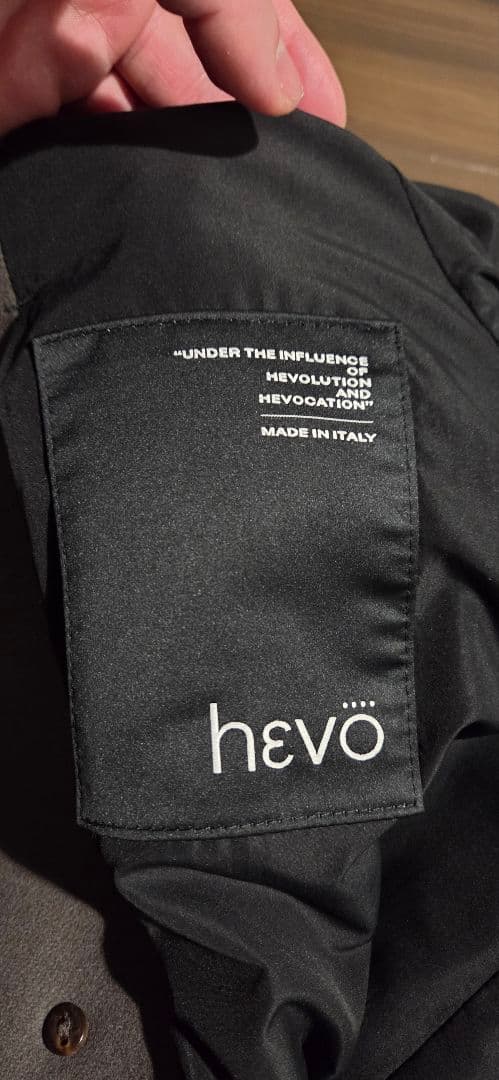 "UNDER THE INFLUENCE
OF
HEVOLUTION
AND
HEVOCATION"
MADE IN ITALY
hεvö